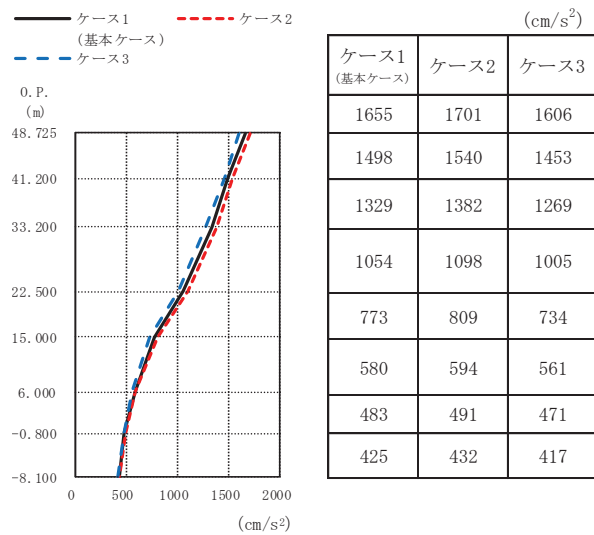 ケース1 ケース2
(基本ケース)
ケース3
O.P.
(m)
48.725
41.200
33.200
22.500
15.000
6.000
-0.800
-8.100
0 500 1000 1500 2000
(cm/s²)
(cm/s²)
ケース1 ケース2 ケース3
(基本ケース)
1655 1701 1606
1498 1540 1453
1329 1382 1269
1054 1098 1005
773 809 734
580 594 561
483 491 471
425 432 417